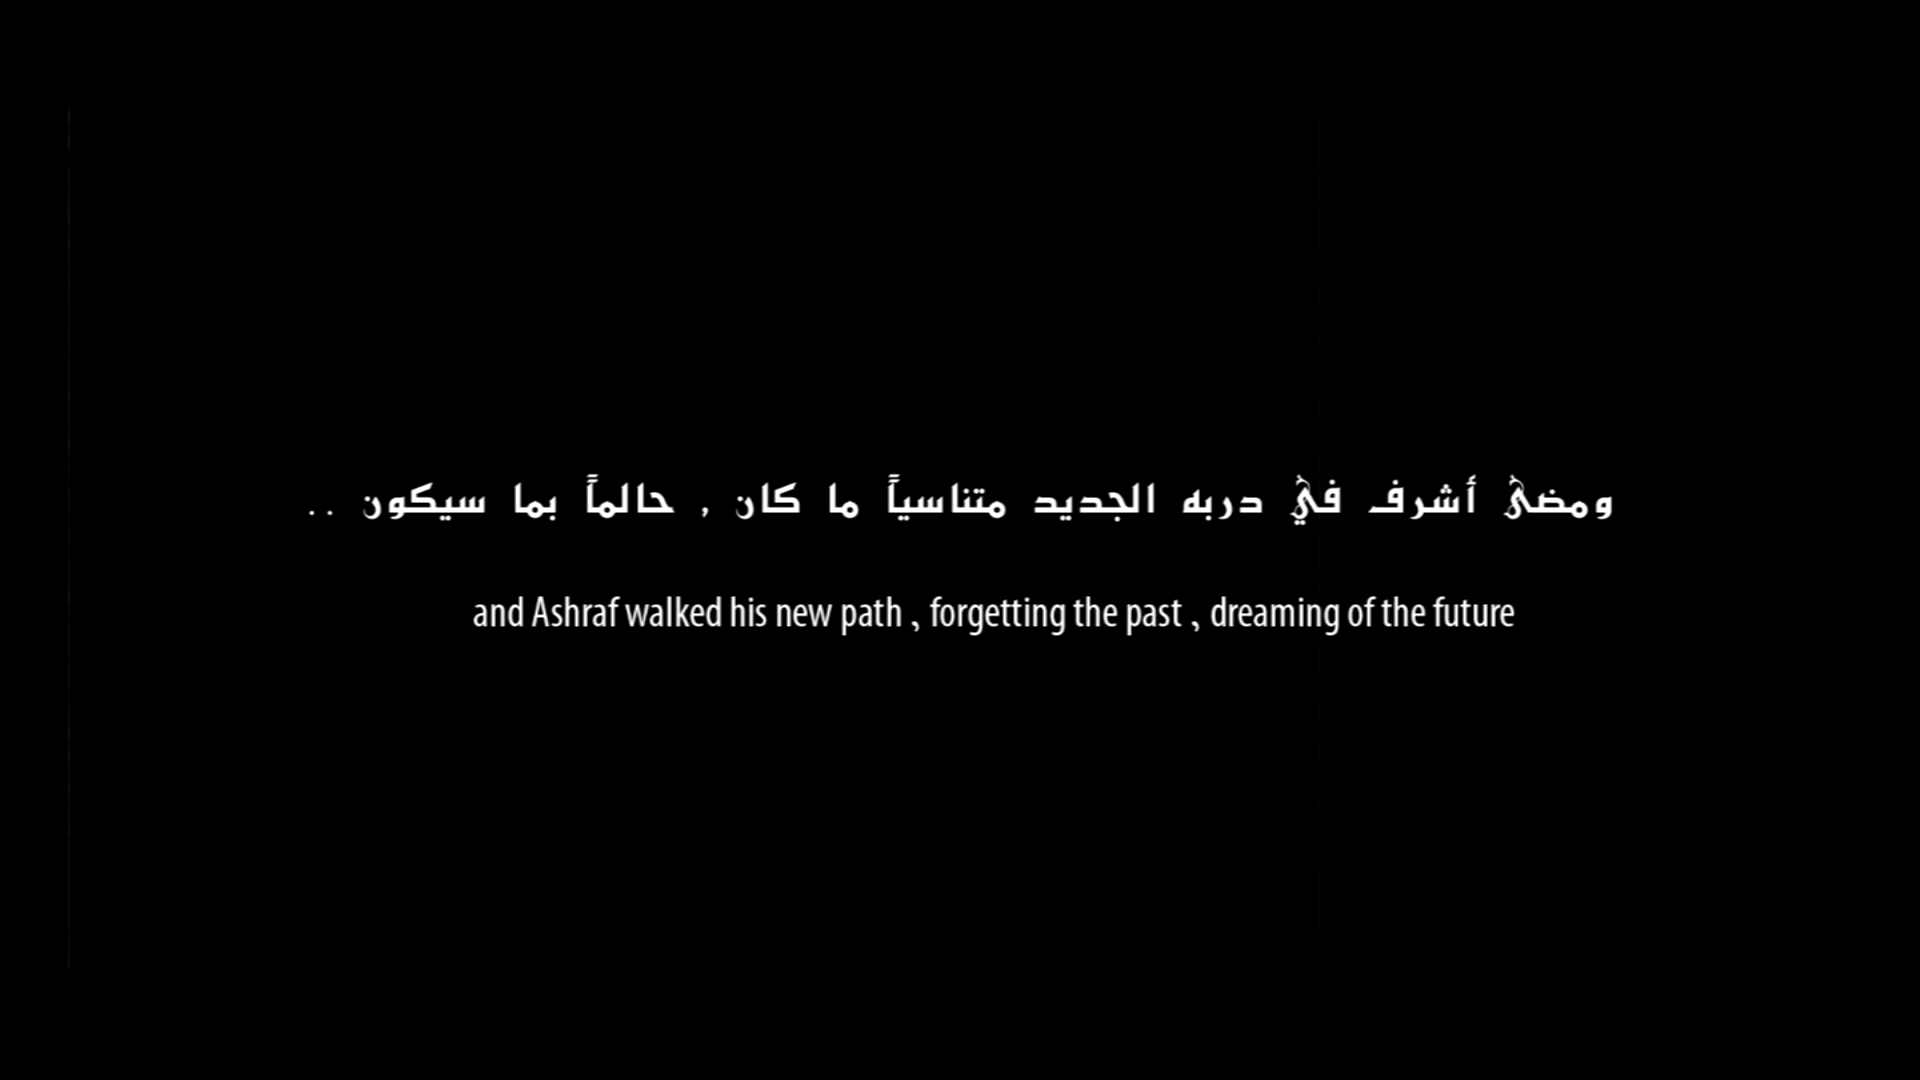 ومضى أشرف في دربه الجديد متناسياً ما كان , حالماً بما سيكون ..
and Ashraf walked his new path , forgetting the past , dreaming of the future